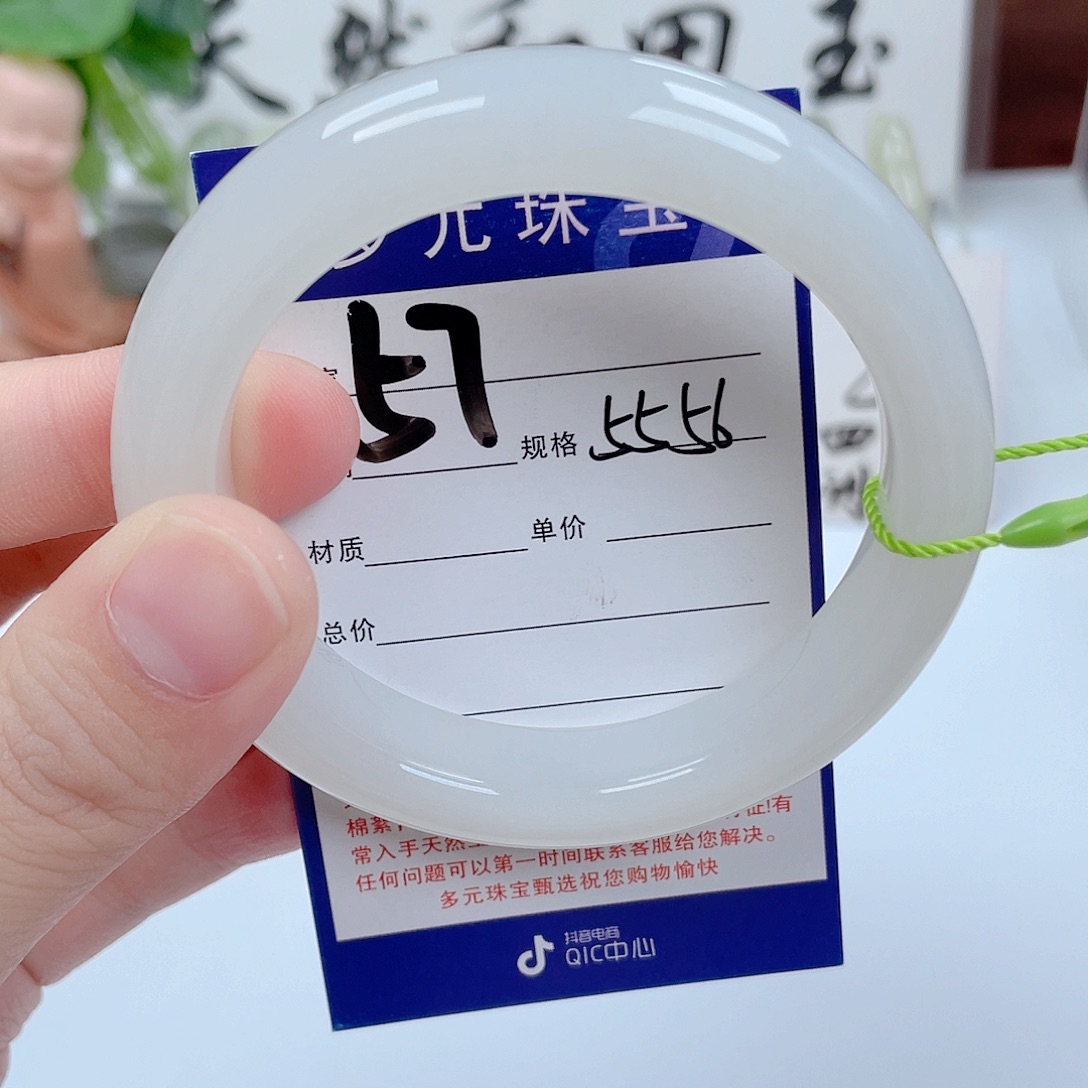 天然和田玉
多元珠宝
57
规格 5556
材质 单价
总价
棉絮
常入手天然
任何问题可以第一时间联系客服给您解决。
多元珠宝甄选祝您购物愉快
抖音电商
QIC中心